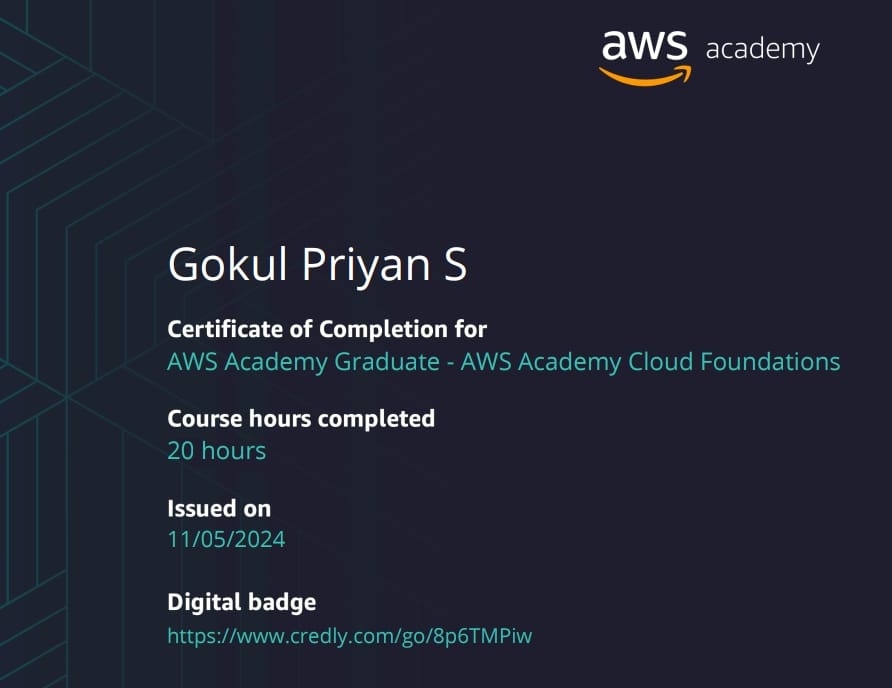 aws academy
Gokul Priyan S
Certificate of Completion for
AWS Academy Graduate - AWS Academy Cloud Foundations
Course hours completed
20 hours
Issued on
11/05/2024
Digital badge
https://www.credly.com/go/8p6TMPiw